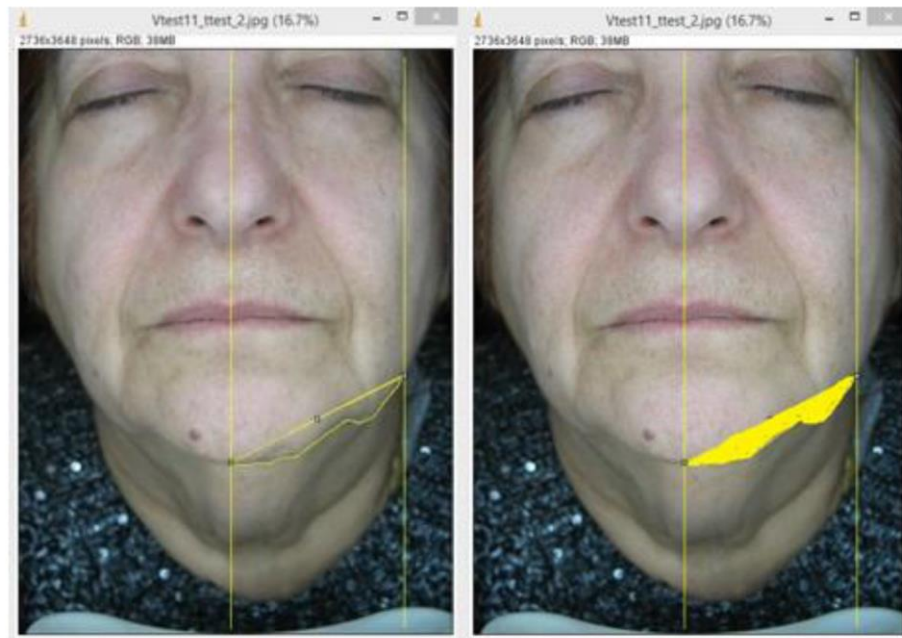 Vtest11_ttest_2.jpg (16.7%)
2736x3648 pixels; RGB; 38MB
Vtest11_ttest_2.jpg (16.7%)
2736x3648 pixels; RGB; 38MB